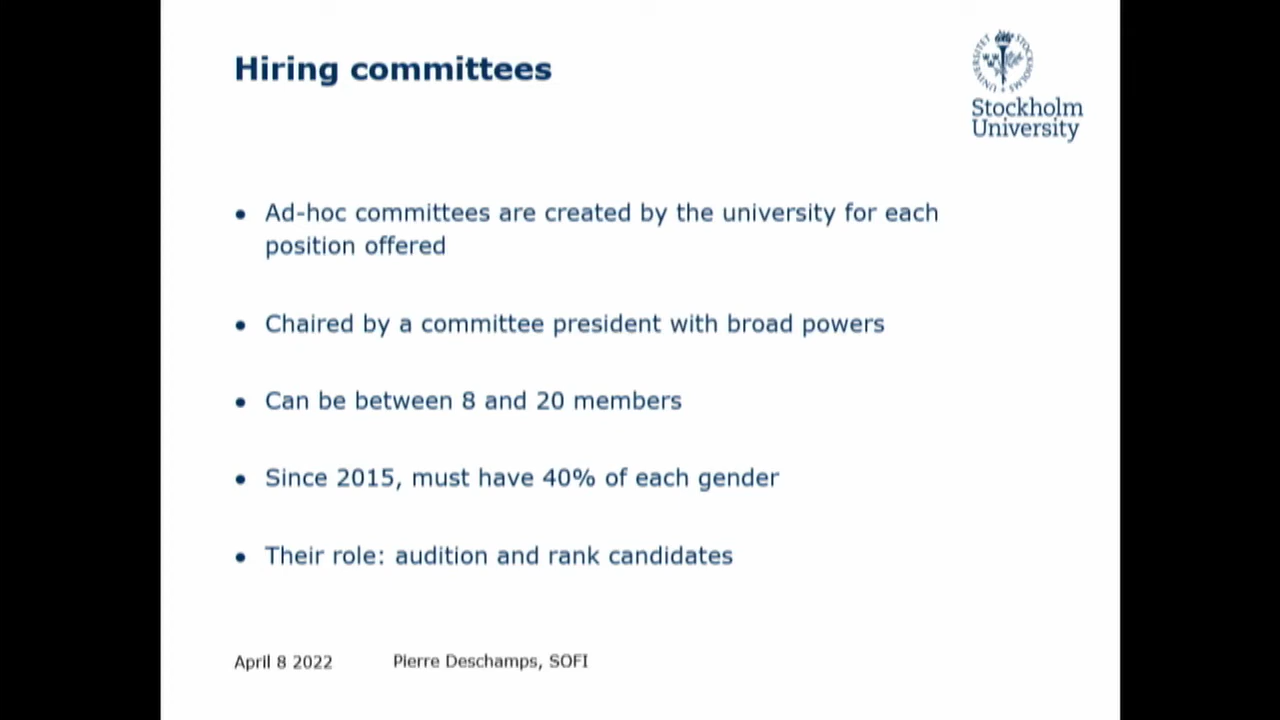 Hiring committees
Stockholm
University
• Ad-hoc committees are created by the university for each
position offered
• Chaired by a committee president with broad powers
• Can be between 8 and 20 members
• Since 2015, must have 40% of each gender
• Their role: audition and rank candidates
April 8 2022
Pierre Deschamps, SOFI